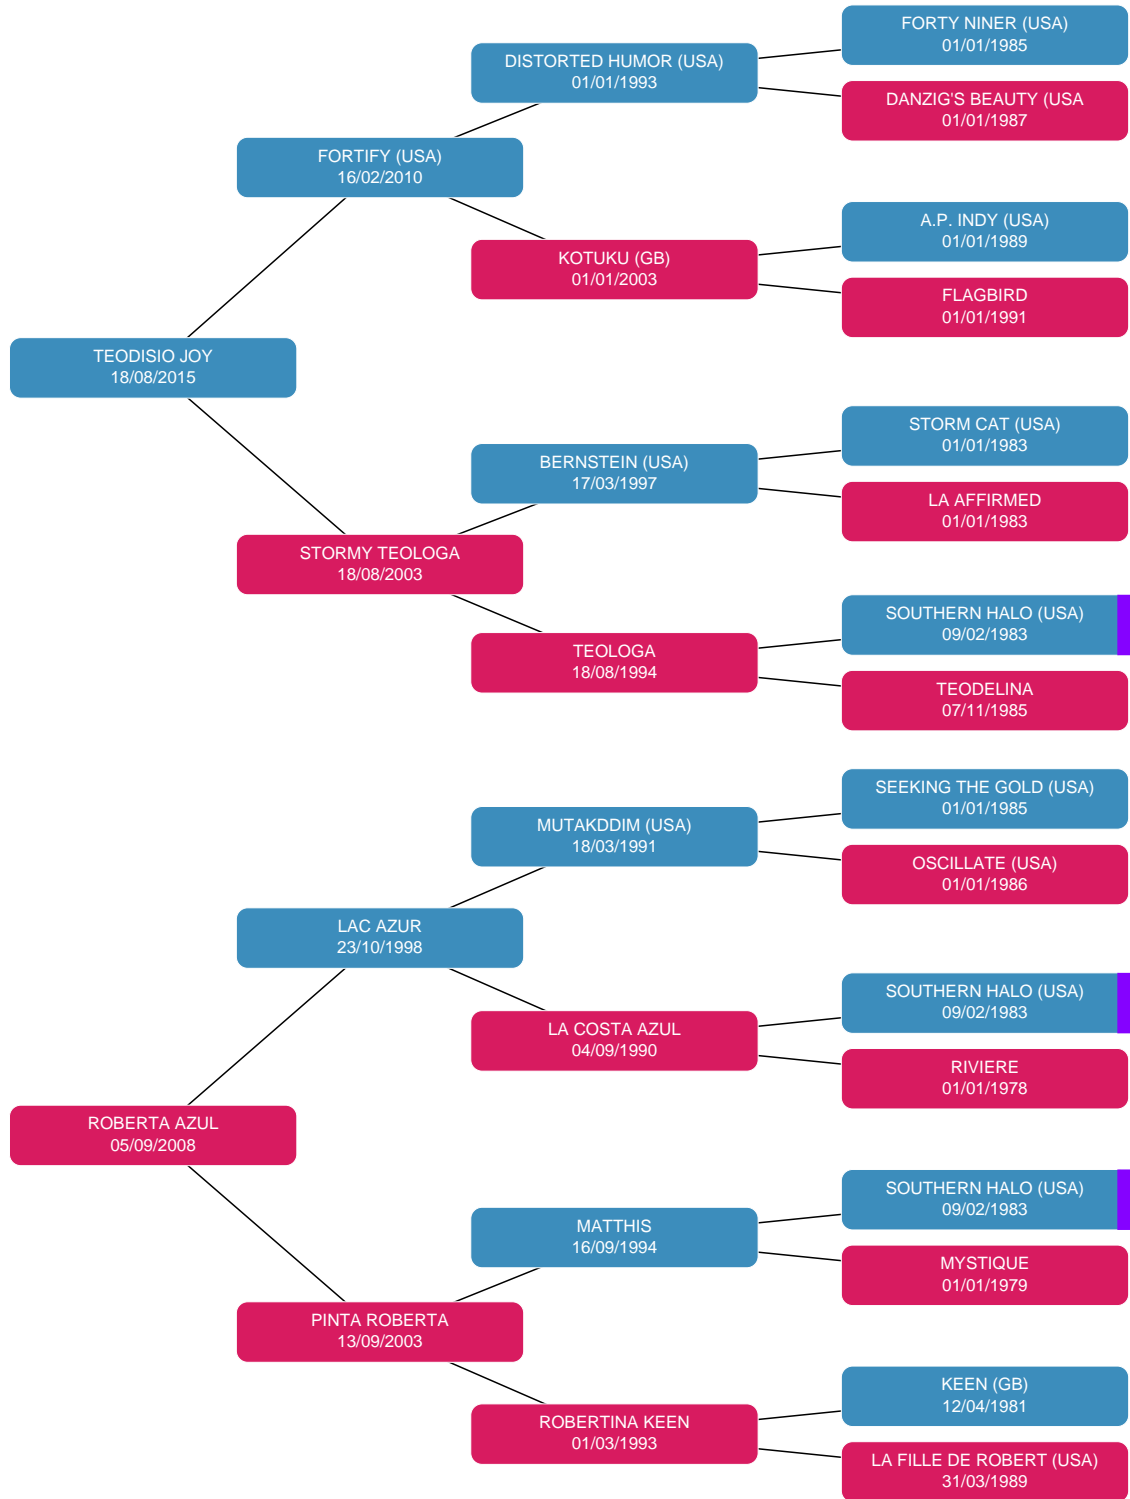 FORTY NINER (USA)
01/01/1985
DISTORTED HUMOR (USA)
01/01/1993
DANZIG'S BEAUTY (USA
01/01/1987
FORTIFY (USA)
16/02/2010
A.P. INDY (USA)
01/01/1989
KOTUKU (GB)
01/01/2003
FLAGBIRD
01/01/1991
TEODISIO JOY
18/08/2015
STORM CAT (USA)
01/01/1983
BERNSTEIN (USA)
17/03/1997
LA AFFIRMED
01/01/1983
STORMY TEOLOGA
18/08/2003
SOUTHERN HALO (USA)
09/02/1983
TEOLOGA
18/08/1994
TEODELINA
07/11/1985
SEEKING THE GOLD (USA)
01/01/1985
MUTAKDDIM (USA)
18/03/1991
OSCILLATE (USA)
01/01/1986
LAC AZUR
23/10/1998
SOUTHERN HALO (USA)
09/02/1983
LA COSTA AZUL
04/09/1990
RIVIERE
01/01/1978
ROBERTA AZUL
05/09/2008
SOUTHERN HALO (USA)
09/02/1983
MATTHIS
16/09/1994
MYSTIQUE
01/01/1979
PINTA ROBERTA
13/09/2003
KEEN (GB)
12/04/1981
ROBERTINA KEEN
01/03/1993
LA FILLE DE ROBERT (USA)
31/03/1989